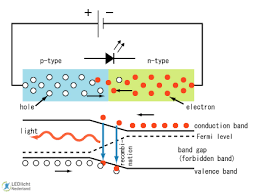 + -
p-type
n-type
hole
electron
conduction band
light
Fermi level
recombi-
nation
band gap
(forbidden band)
valence band